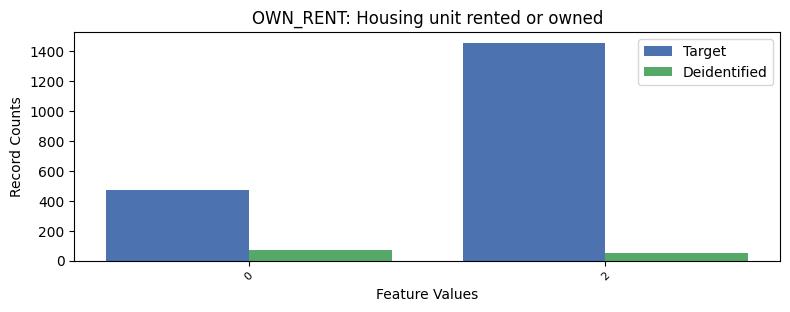 OWN_RENT: Housing unit rented or owned
Target
Deidentified
Record Counts
1400
1200
1000
800
600
400
200
0
0
2
Feature Values